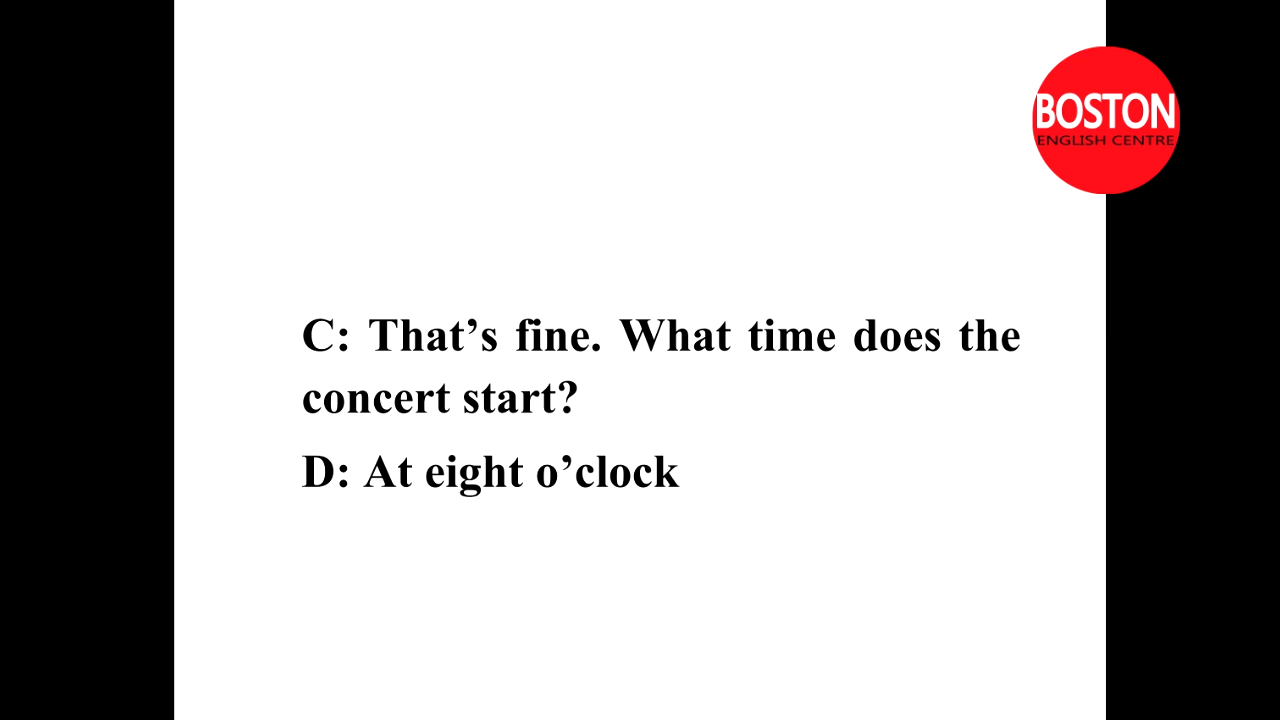 BOSTON
ENGLISH CENTRE
C: That’s fine. What time does the
concert start?
D: At eight o’clock